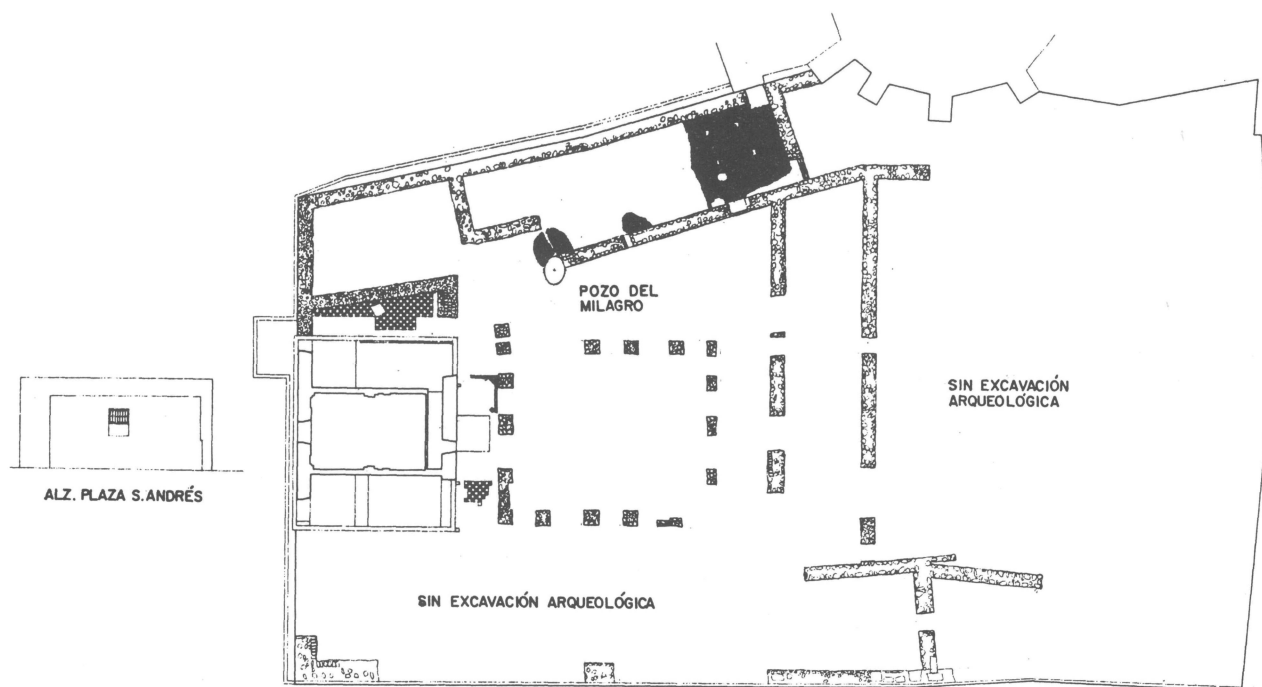 POZO DEL
MILAGRO
SIN EXCAVACIÓN
ARQUEOLÓGICA
ALZ. PLAZA S. ANDRÉS
SIN EXCAVACIÓN ARQUEOLÓGICA